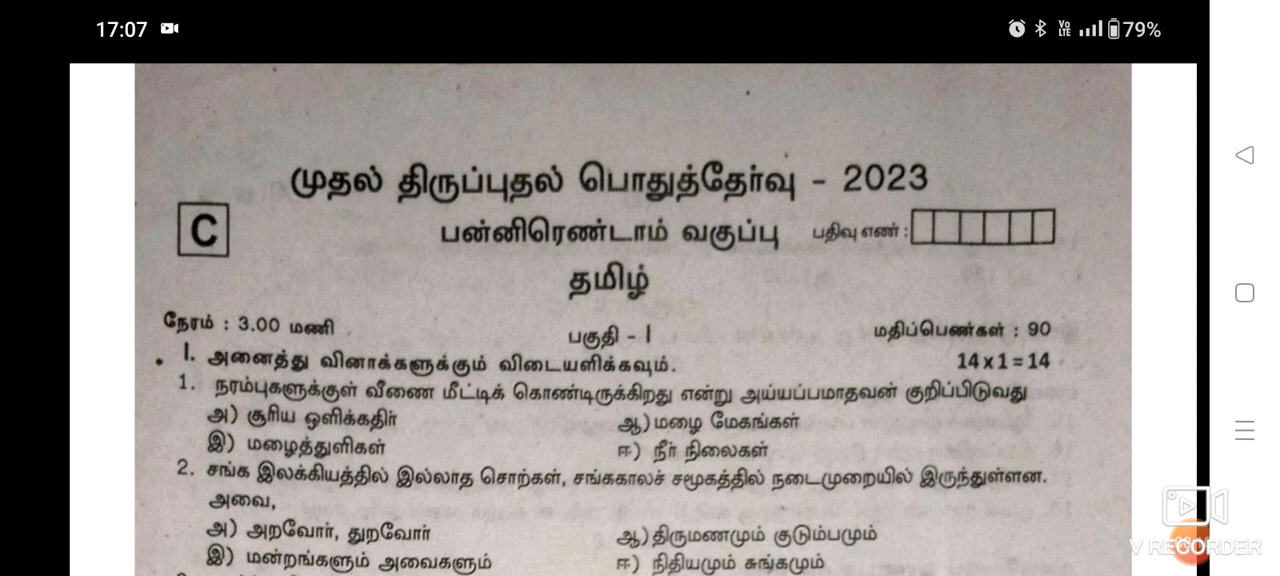 17:07
Vo LTE 79%
முதல் திருப்புதல் பொதுத்தேர்வு - 2023
C
பன்னிரெண்டாம் வகுப்பு பதிவு எண் :
தமிழ்
நேரம் : 3.00 மணி பகுதி - I மதிப்பெண்கள் : 90
I. அனைத்து வினாக்களுக்கும் விடையளிக்கவும். 14 x 1 = 14
1. நரம்புகளுக்குள் வீணை மீட்டிக் கொண்டிருக்கிறது என்று அய்யப்பமாதவன் குறிப்பிடுவது
அ) சூரிய ஒளிக்கதிர் ஆ) மழை மேகங்கள்
இ) மழைத்துளிகள் ஈ) நீர் நிலைகள்
2. சங்க இலக்கியத்தில் இல்லாத சொற்கள், சங்ககாலச் சமூகத்தில் நடைமுறையில் இருந்துள்ளன.
அவை,
அ) அறவோர், துறவோர் ஆ) திருமணமும் குடும்பமும்
இ) மன்றங்களும் அவைகளும் ஈ) நிதியமும் சுங்கமும்
V RECORDER